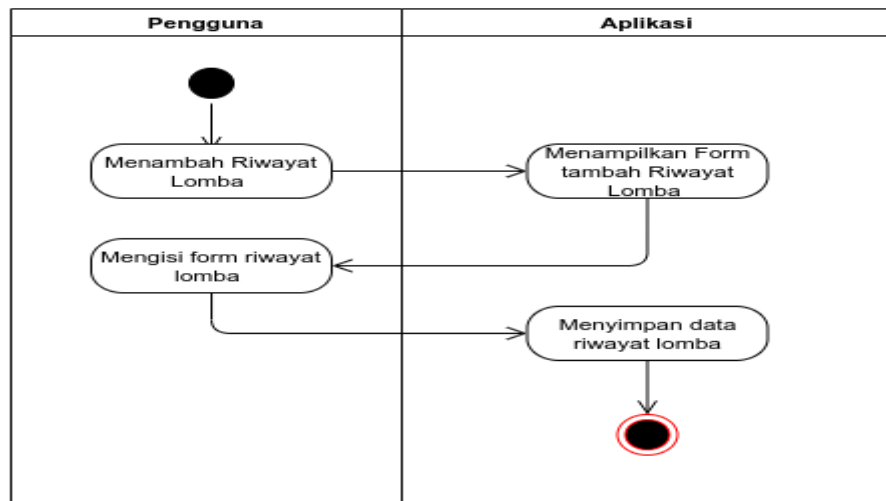 Pengguna
Aplikasi
Menambah Riwayat
Lomba
Menampilkan Form
tambah Riwayat
Lomba
Mengisi form riwayat
lomba
Menyimpan data
riwayat lomba